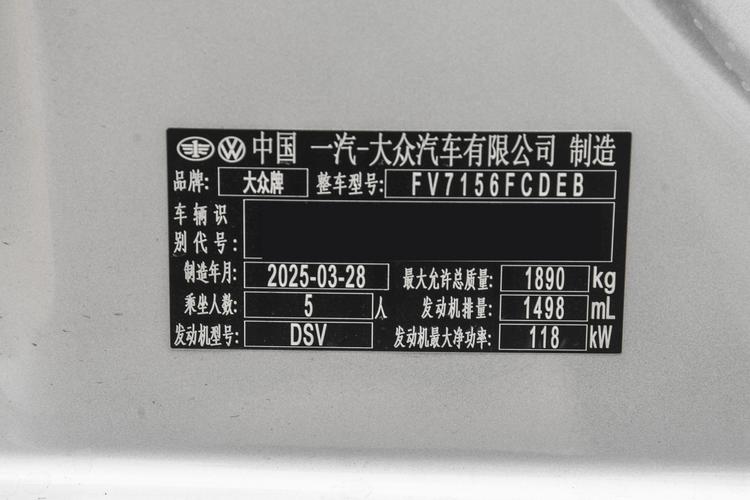 中国 一汽-大众汽车有限公司 制造
品牌: 大众牌 整车型号: FV7156FCDEB
车辆识
别代号:
制造年月: 2025-03-28 最大允许总质量: 1890 kg
乘坐人数: 5 人 发动机排量: 1498 mL
发动机型号: DSV 发动机最大净功率: 118 kW